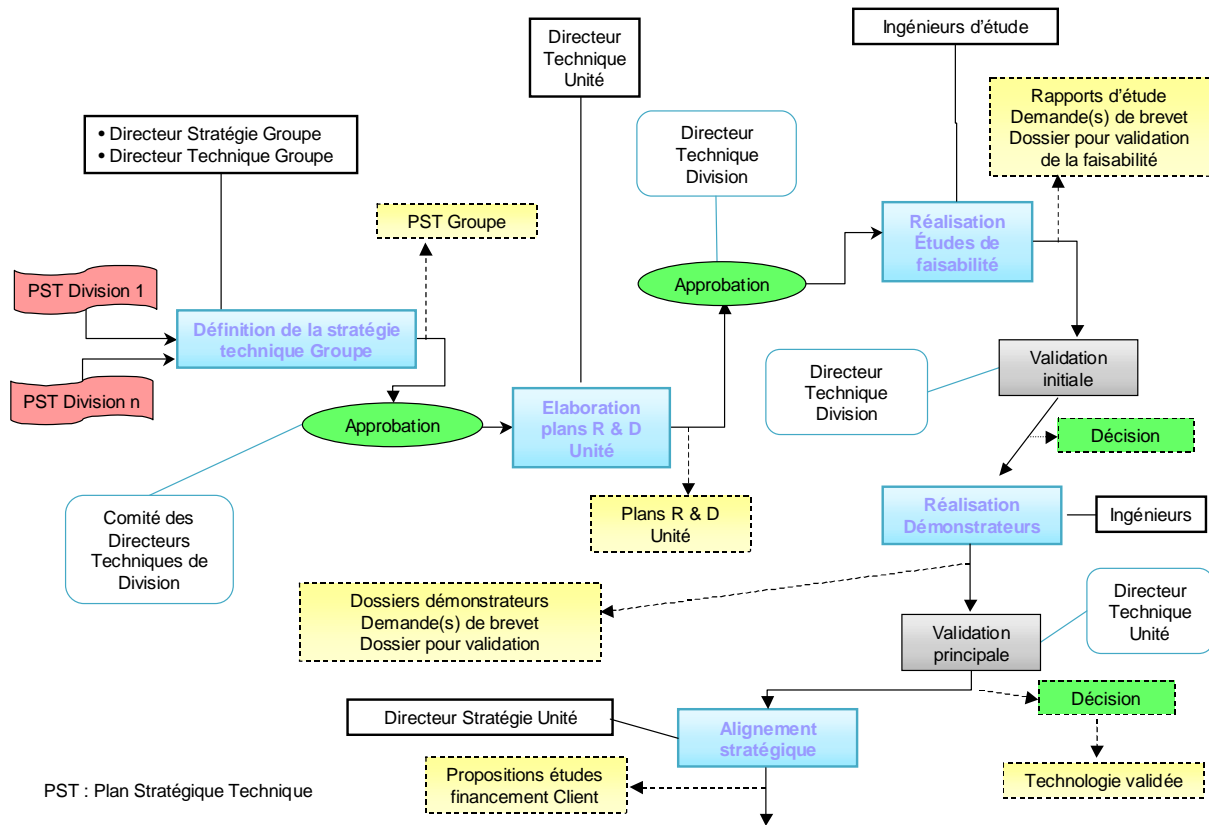 Directeur
Technique
Unité
Ingénieurs d'étude
Rapports d'étude
Demande(s) de brevet
Dossier pour validation
de la faisabilité
• Directeur Stratégie Groupe
• Directeur Technique Groupe
Directeur
Technique
Division
PST Groupe
Réalisation
Études de
faisabilité
PST Division 1
Approbation
Définition de la stratégie
technique Groupe
Validation
initiale
PST Division n
Directeur
Technique
Division
Approbation
Elaboration
plans R & D
Unité
Décision
Comité des
Directeurs
Techniques de
Division
Plans R & D
Unité
Réalisation
Démonstrateurs
Ingénieurs
Dossiers démonstrateurs
Demande(s) de brevet
Dossier pour validation
Directeur
Technique
Unité
Validation
principale
Directeur Stratégie Unité
Alignement
stratégique
Décision
Propositions études
financement Client
Technologie validée
PST : Plan Stratégique Technique